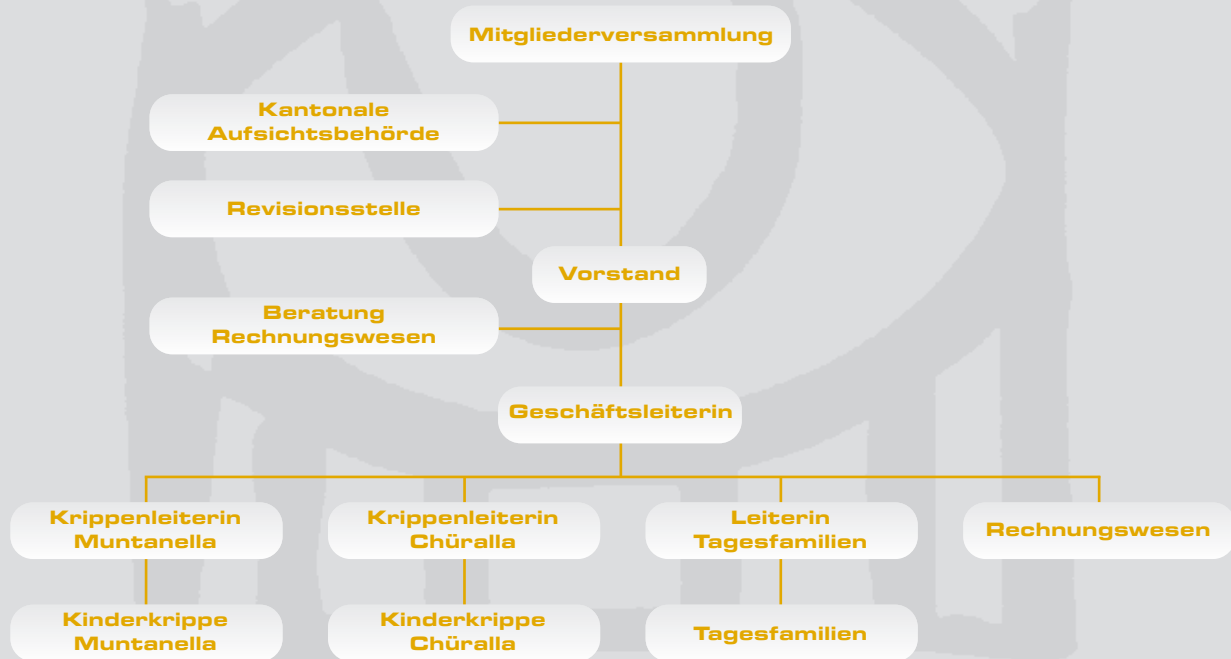 Mitgliederversammlung
Kantonale
Aufsichtsbehörde
Revisionsstelle
Vorstand
Beratung
Rechnungswesen
Geschäftsleiterin
Krippenleiterin
Muntanella
Krippenleiterin
Chüralla
Leiterin
Tagesfamilien
Rechnungswesen
Kinderkrippe
Muntanella
Kinderkrippe
Chüralla
Tagesfamilien